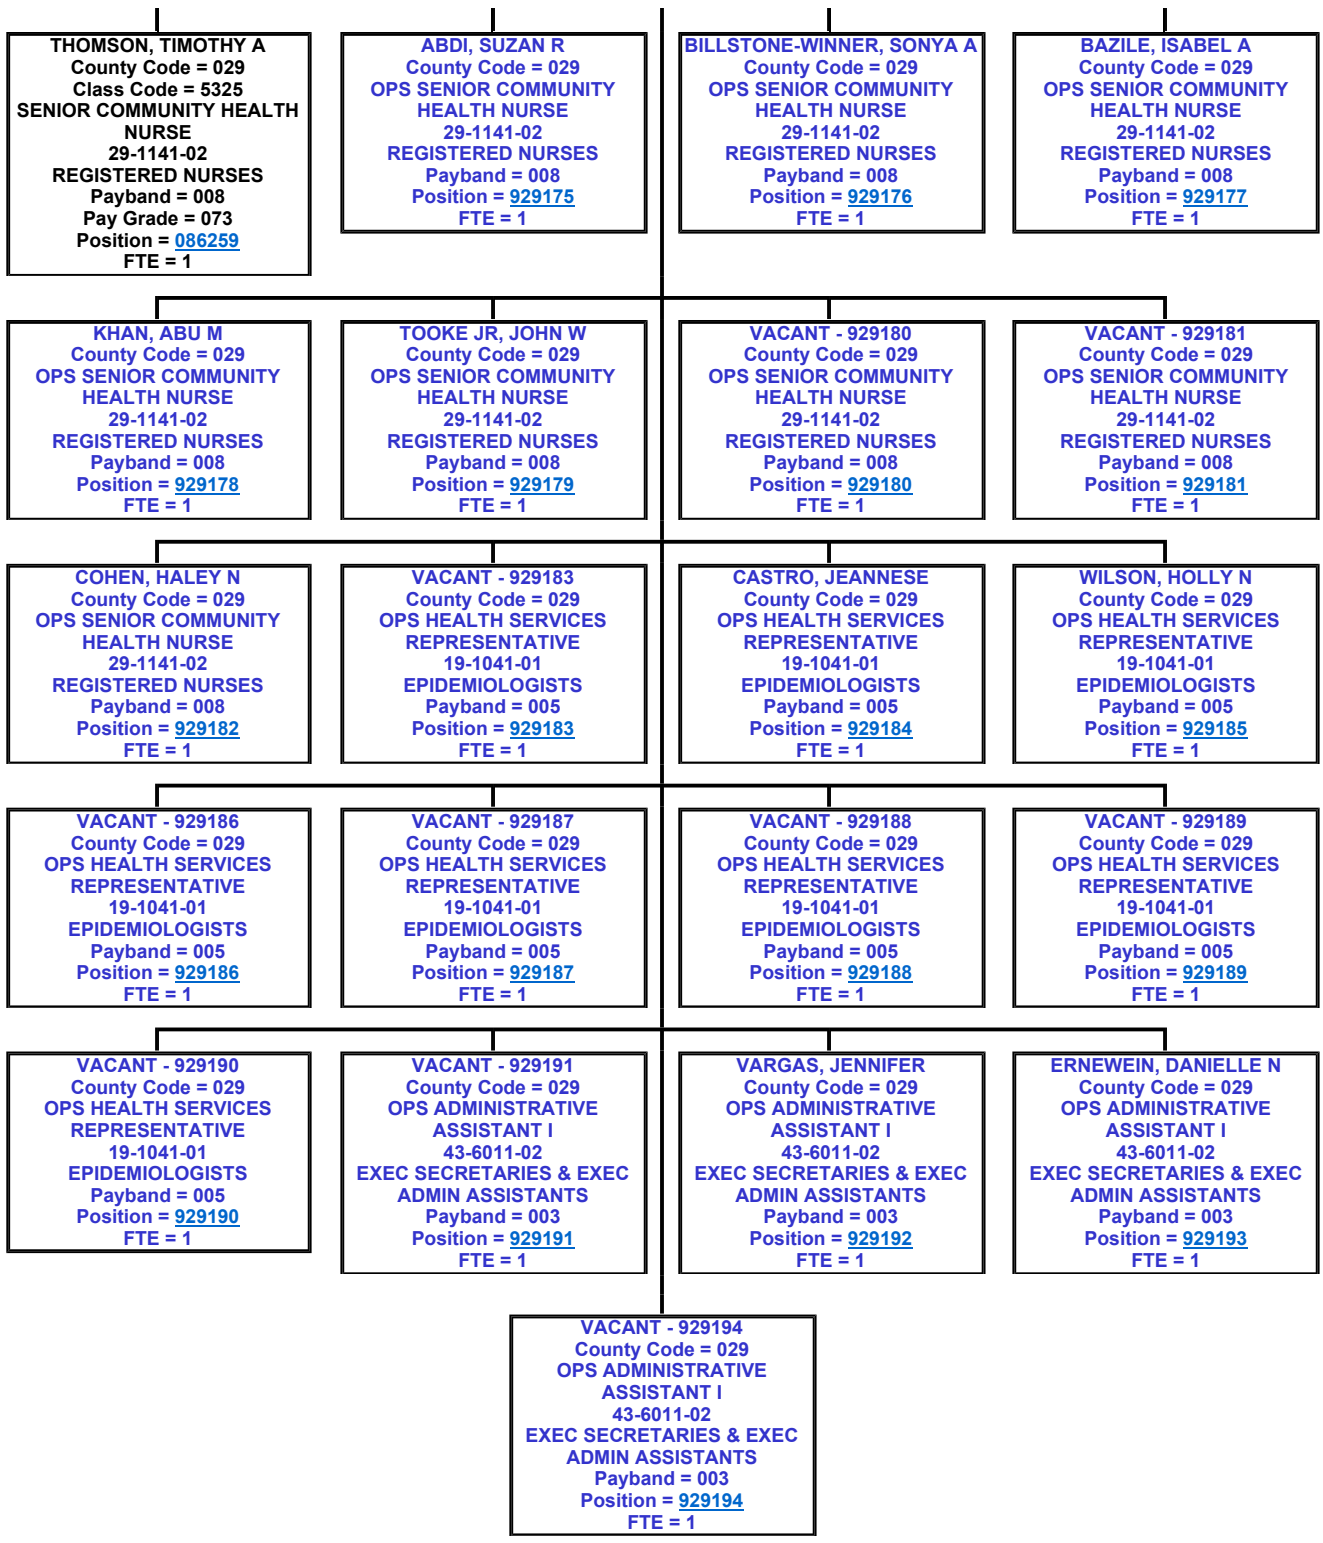 THOMSON, TIMOTHY A
County Code = 029
Class Code = 5325
SENIOR COMMUNITY HEALTH
NURSE
29-1141-02
REGISTERED NURSES
Payband = 008
Pay Grade = 073
Position = 086259
FTE = 1
ABDI, SUZAN R
County Code = 029
OPS SENIOR COMMUNITY
HEALTH NURSE
29-1141-02
REGISTERED NURSES
Payband = 008
Position = 929175
FTE = 1
BILLSTONE-WINNER, SONYA A
County Code = 029
OPS SENIOR COMMUNITY
HEALTH NURSE
29-1141-02
REGISTERED NURSES
Payband = 008
Position = 929176
FTE = 1
BAZILE, ISABEL A
County Code = 029
OPS SENIOR COMMUNITY
HEALTH NURSE
29-1141-02
REGISTERED NURSES
Payband = 008
Position = 929177
FTE = 1
KHAN, ABU M
County Code = 029
OPS SENIOR COMMUNITY
HEALTH NURSE
29-1141-02
REGISTERED NURSES
Payband = 008
Position = 929178
FTE = 1
TOOKE JR, JOHN W
County Code = 029
OPS SENIOR COMMUNITY
HEALTH NURSE
29-1141-02
REGISTERED NURSES
Payband = 008
Position = 929179
FTE = 1
VACANT - 929180
County Code = 029
OPS SENIOR COMMUNITY
HEALTH NURSE
29-1141-02
REGISTERED NURSES
Payband = 008
Position = 929180
FTE = 1
VACANT - 929181
County Code = 029
OPS SENIOR COMMUNITY
HEALTH NURSE
29-1141-02
REGISTERED NURSES
Payband = 008
Position = 929181
FTE = 1
COHEN, HALEY N
County Code = 029
OPS SENIOR COMMUNITY
HEALTH NURSE
29-1141-02
REGISTERED NURSES
Payband = 008
Position = 929182
FTE = 1
VACANT - 929183
County Code = 029
OPS HEALTH SERVICES
REPRESENTATIVE
19-1041-01
EPIDEMIOLOGISTS
Payband = 005
Position = 929183
FTE = 1
CASTRO, JEANNESE
County Code = 029
OPS HEALTH SERVICES
REPRESENTATIVE
19-1041-01
EPIDEMIOLOGISTS
Payband = 005
Position = 929184
FTE = 1
WILSON, HOLLY N
County Code = 029
OPS HEALTH SERVICES
REPRESENTATIVE
19-1041-01
EPIDEMIOLOGISTS
Payband = 005
Position = 929185
FTE = 1
VACANT - 929186
County Code = 029
OPS HEALTH SERVICES
REPRESENTATIVE
19-1041-01
EPIDEMIOLOGISTS
Payband = 005
Position = 929186
FTE = 1
VACANT - 929187
County Code = 029
OPS HEALTH SERVICES
REPRESENTATIVE
19-1041-01
EPIDEMIOLOGISTS
Payband = 005
Position = 929187
FTE = 1
VACANT - 929188
County Code = 029
OPS HEALTH SERVICES
REPRESENTATIVE
19-1041-01
EPIDEMIOLOGISTS
Payband = 005
Position = 929188
FTE = 1
VACANT - 929189
County Code = 029
OPS HEALTH SERVICES
REPRESENTATIVE
19-1041-01
EPIDEMIOLOGISTS
Payband = 005
Position = 929189
FTE = 1
VACANT - 929190
County Code = 029
OPS HEALTH SERVICES
REPRESENTATIVE
19-1041-01
EPIDEMIOLOGISTS
Payband = 005
Position = 929190
FTE = 1
VACANT - 929191
County Code = 029
OPS ADMINISTRATIVE
ASSISTANT I
43-6011-02
EXEC SECRETARIES & EXEC
ADMIN ASSISTANTS
Payband = 003
Position = 929191
FTE = 1
VARGAS, JENNIFER
County Code = 029
OPS ADMINISTRATIVE
ASSISTANT I
43-6011-02
EXEC SECRETARIES & EXEC
ADMIN ASSISTANTS
Payband = 003
Position = 929192
FTE = 1
ERNEWEIN, DANIELLE N
County Code = 029
OPS ADMINISTRATIVE
ASSISTANT I
43-6011-02
EXEC SECRETARIES & EXEC
ADMIN ASSISTANTS
Payband = 003
Position = 929193
FTE = 1
VACANT - 929194
County Code = 029
OPS ADMINISTRATIVE
ASSISTANT I
43-6011-02
EXEC SECRETARIES & EXEC
ADMIN ASSISTANTS
Payband = 003
Position = 929194
FTE = 1